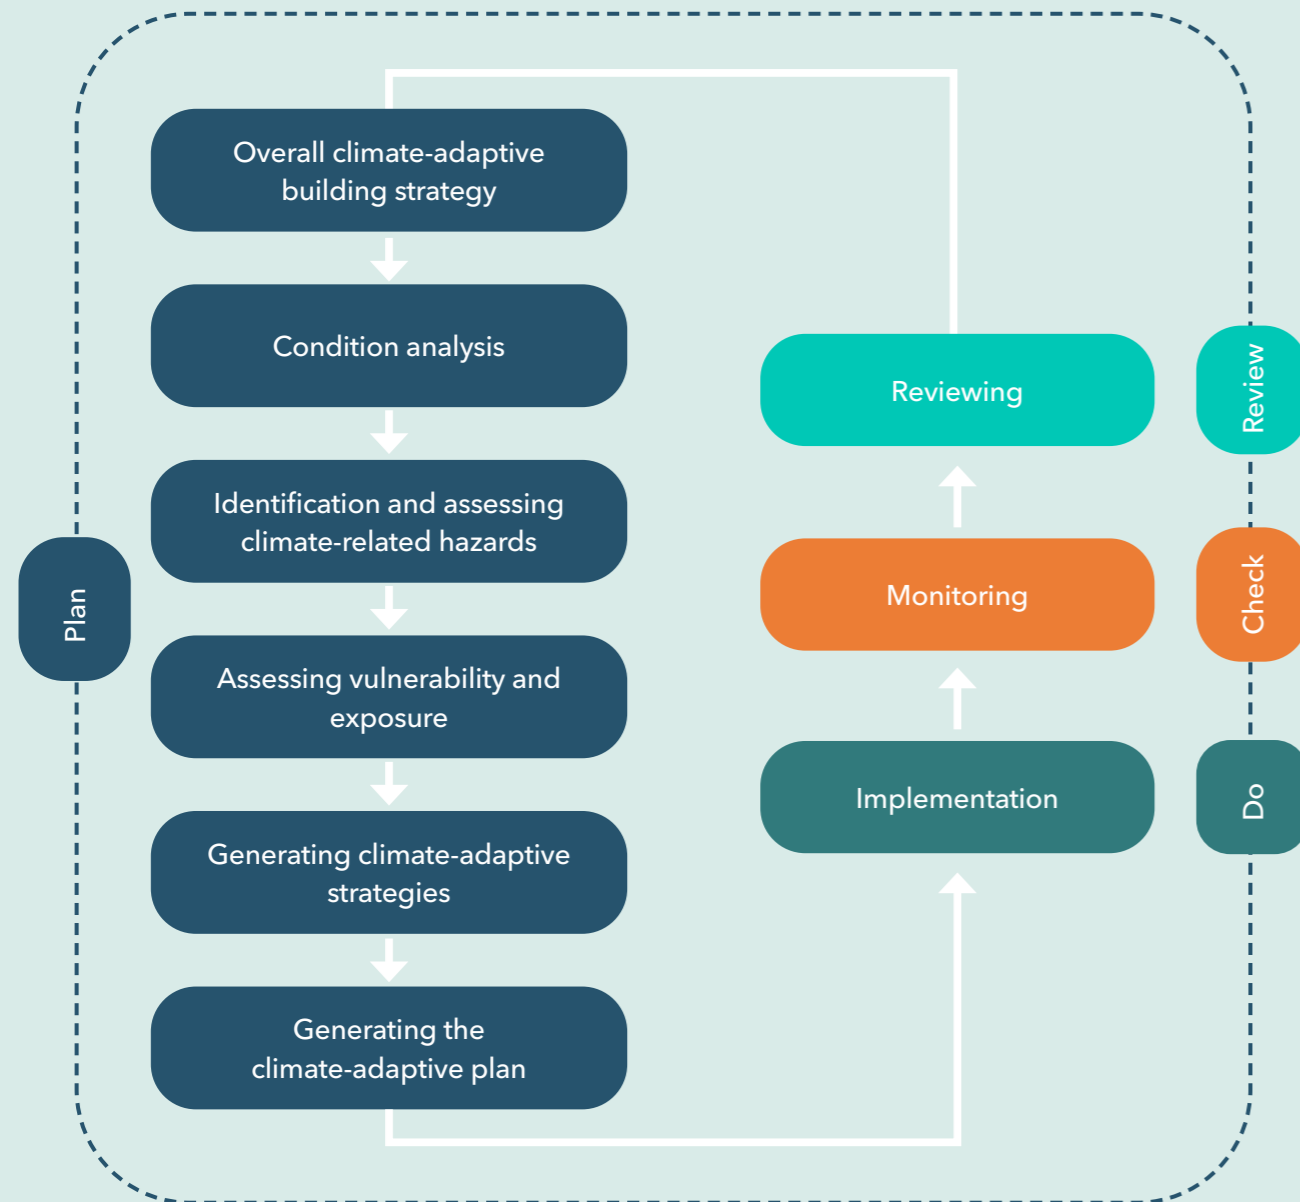 Plan
Overall climate-adaptive
building strategy
Condition analysis
Identification and assessing
climate-related hazards
Assessing vulnerability and
exposure
Generating climate-adaptive
strategies
Generating the
climate-adaptive plan
Reviewing
Review
Monitoring
Check
Implementation
Do